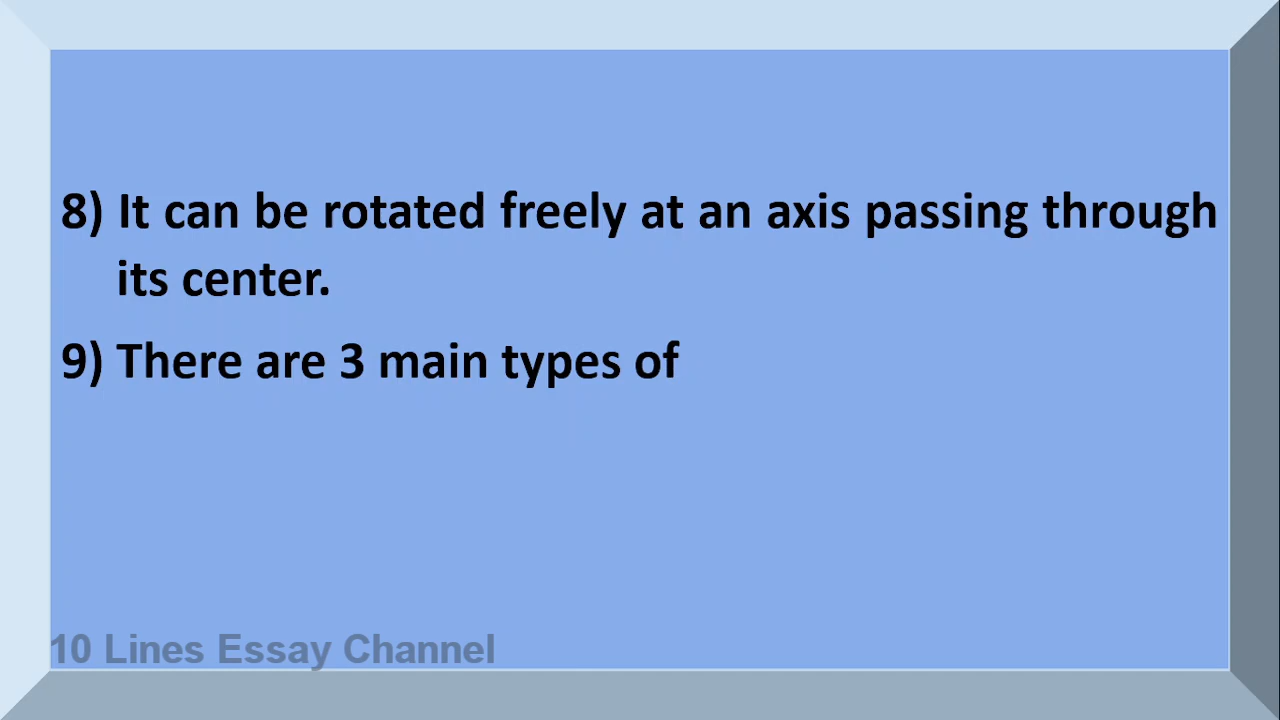 8) It can be rotated freely at an axis passing through
its center.
9) There are 3 main types of
10 Lines Essay Channel